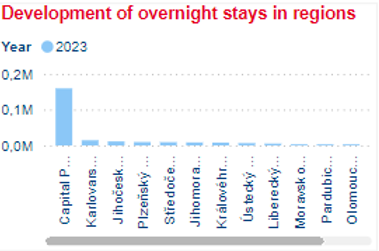 Development of overnight stays in regions
Year 2023
0,2M
0,1M
0,0M
Capital P...
Karlovars...
Jihočesk...
Plzeňský ...
Středoče...
Jihomora...
Královéhr...
Ústecký ...
Liberecký...
Moravsko...
Pardubic...
Olomouc...